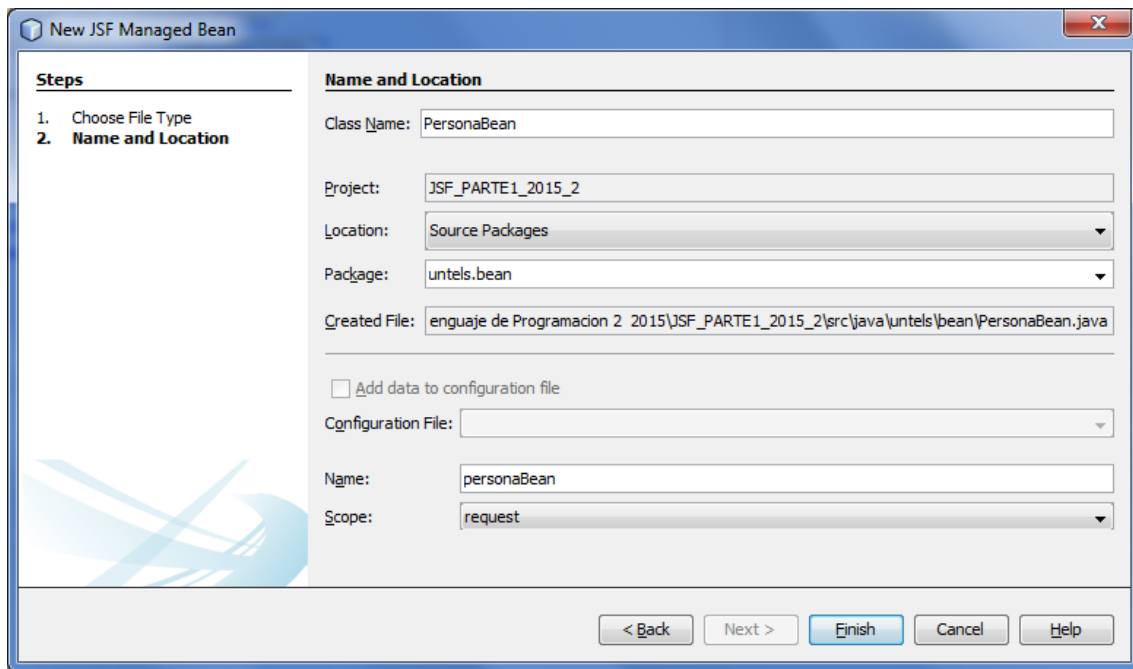 New JSF Managed Bean
Steps
1. Choose File Type
2. Name and Location
Name and Location
Class Name: PersonaBean
Project: JSF_PARTE1_2015_2
Location: Source Packages
Package: untels.bean
Created File: enguaje de Programacion 2  2015\JSF_PARTE1_2015_2\src\java\untels\bean\PersonaBean.java
Add data to configuration file
Configuration File:
Name: personaBean
Scope: request
< Back Next > Finish Cancel Help